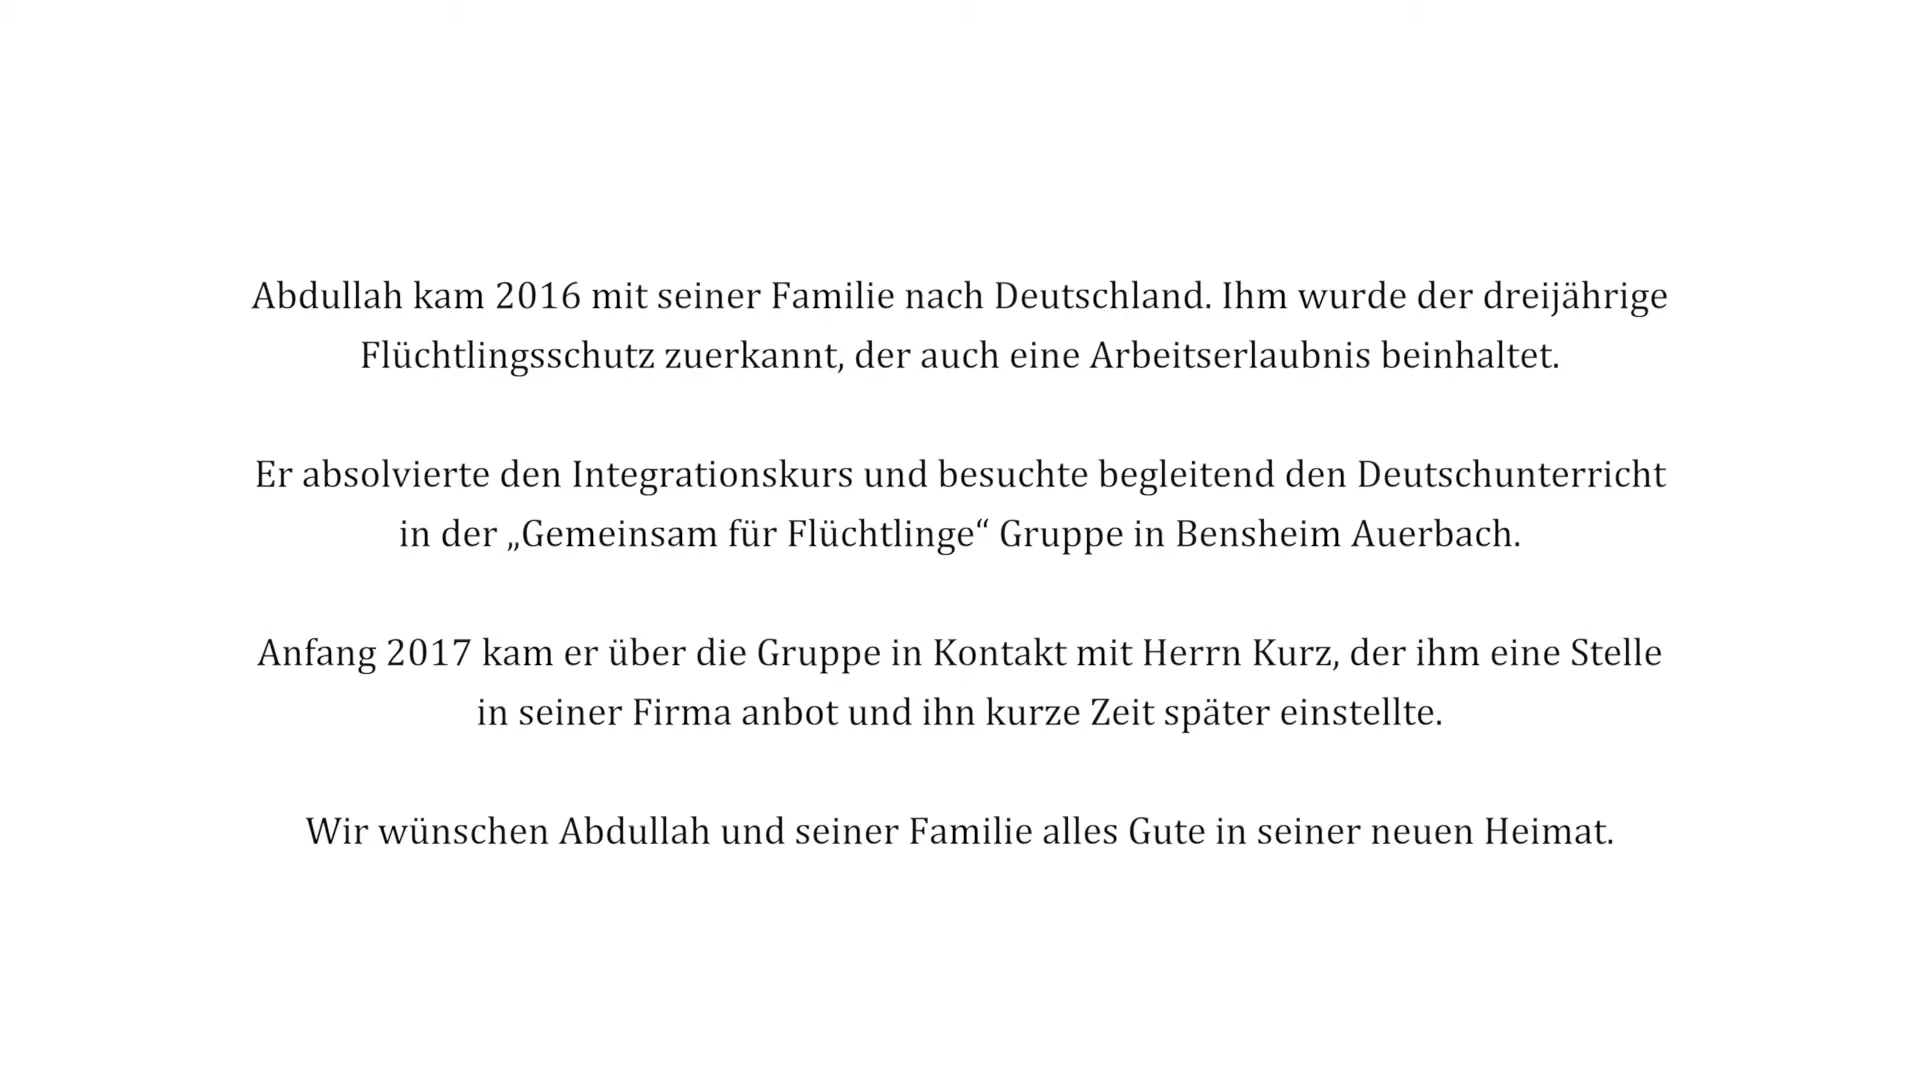 Abdullah kam 2016 mit seiner Familie nach Deutschland. Ihm wurde der dreijährige
Flüchtlingsschutz zuerkannt, der auch eine Arbeitserlaubnis beinhaltet.
Er absolvierte den Integrationskurs und besuchte begleitend den Deutschunterricht
in der „Gemeinsam für Flüchtlinge“ Gruppe in Bensheim Auerbach.
Anfang 2017 kam er über die Gruppe in Kontakt mit Herrn Kurz, der ihm eine Stelle
in seiner Firma anbot und ihn kurze Zeit später einstellte.
Wir wünschen Abdullah und seiner Familie alles Gute in seiner neuen Heimat.